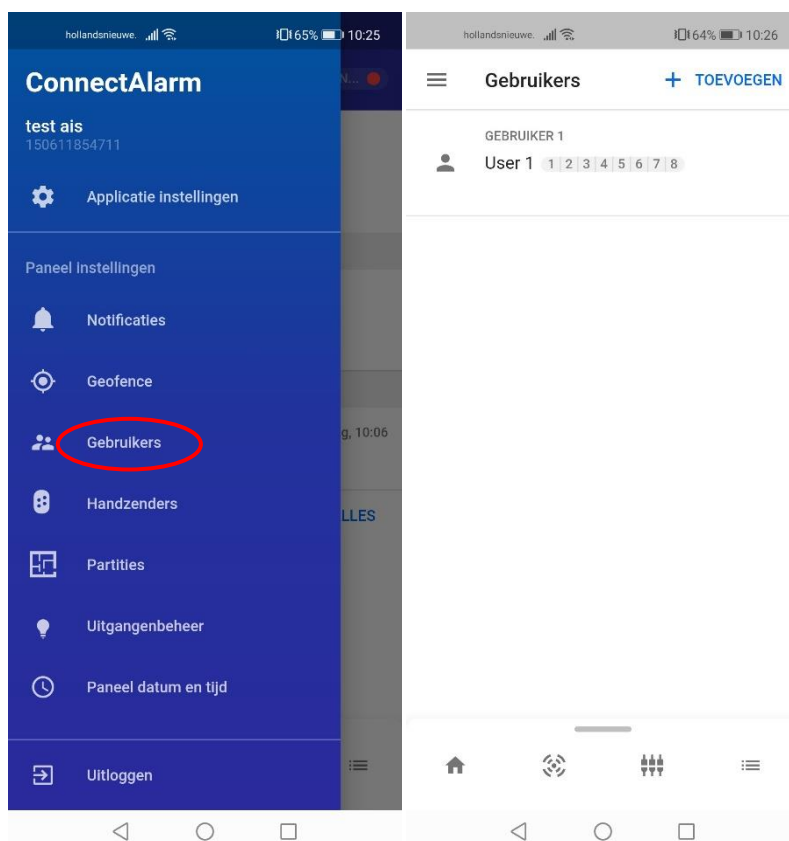 hollandsnieuwe. 65% 10:25
ConnectAlarm
N...
test ais
150611854711
Applicatie instellingen
Paneel instellingen
Notificaties
Geofence
Gebruikers
g, 10:06
Handzenders
LLES
Partities
Uitgangenbeheer
Paneel datum en tijd
Uitloggen
hollandsnieuwe. 64% 10:26
Gebruikers + TOEVOEGEN
GEBRUIKER 1
User 1 1 2 3 4 5 6 7 8